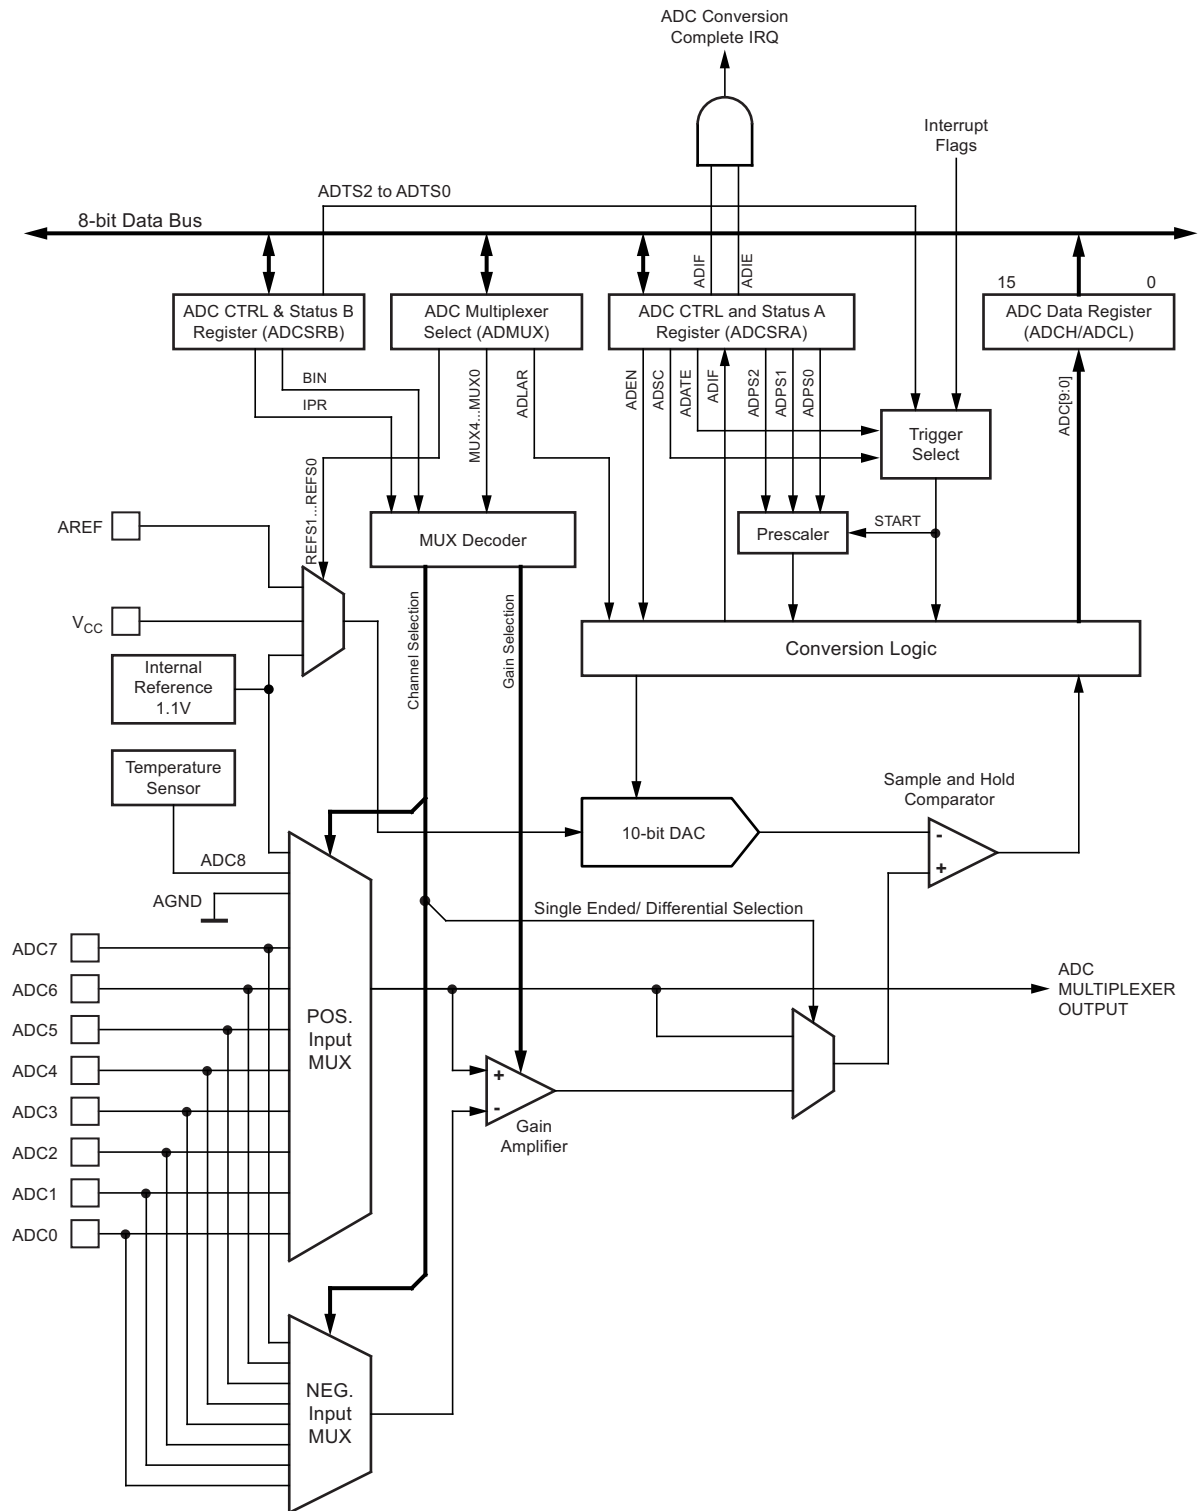 ADC Conversion
Complete IRQ
Interrupt
Flags
ADTS2 to ADTS0
8-bit Data Bus
ADIF
ADIE
15
0
ADC CTRL & Status B
Register (ADCSRB)
ADC Multiplexer
Select (ADMUX)
ADC CTRL and Status A
Register (ADCSRA)
ADC Data Register
(ADCH/ADCL)
BIN
IPR
MUX4...MUX0
ADLAR
ADEN
ADSC
ADATE
ADIF
ADPS2
ADPS1
ADPS0
ADC[9:0]
Trigger
Select
REFS1...REFS0
AREF
MUX Decoder
Prescaler
START
VCC
Channel Selection
Gain Selection
Conversion Logic
Internal
Reference
1.1V
Temperature
Sensor
Sample and Hold
Comparator
10-bit DAC
-
+
ADC8
AGND
Single Ended/ Differential Selection
ADC7
ADC6
ADC5
ADC4
ADC3
ADC2
ADC1
ADC0
POS.
Input
MUX
ADC
MULTIPLEXER
OUTPUT
+
-
Gain
Amplifier
NEG.
Input
MUX